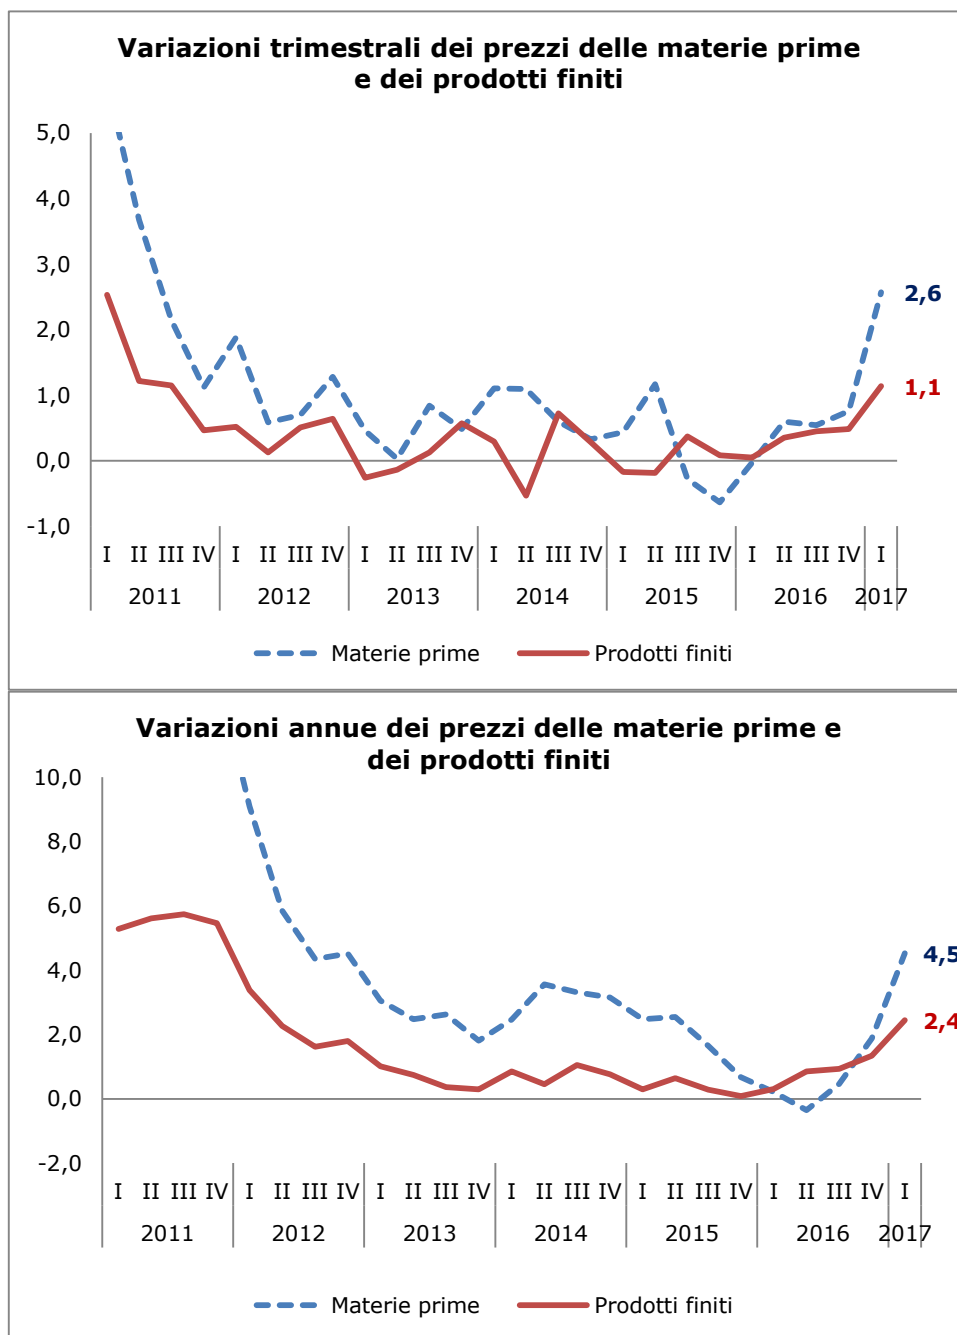 Variazioni trimestrali dei prezzi delle materie prime
e dei prodotti finiti
5,0
4,0
3,0
2,0
1,0
0,0
-1,0
2,6
1,1
I II III IV I II III IV I II III IV I II III IV I II III IV I II III IV I
2011 2012 2013 2014 2015 2016 2017
Materie prime Prodotti finiti
Variazioni annue dei prezzi delle materie prime e
dei prodotti finiti
10,0
8,0
6,0
4,0
2,0
0,0
-2,0
4,5
2,4
I II III IV I II III IV I II III IV I II III IV I II III IV I II III IV I
2011 2012 2013 2014 2015 2016 2017
Materie prime Prodotti finiti